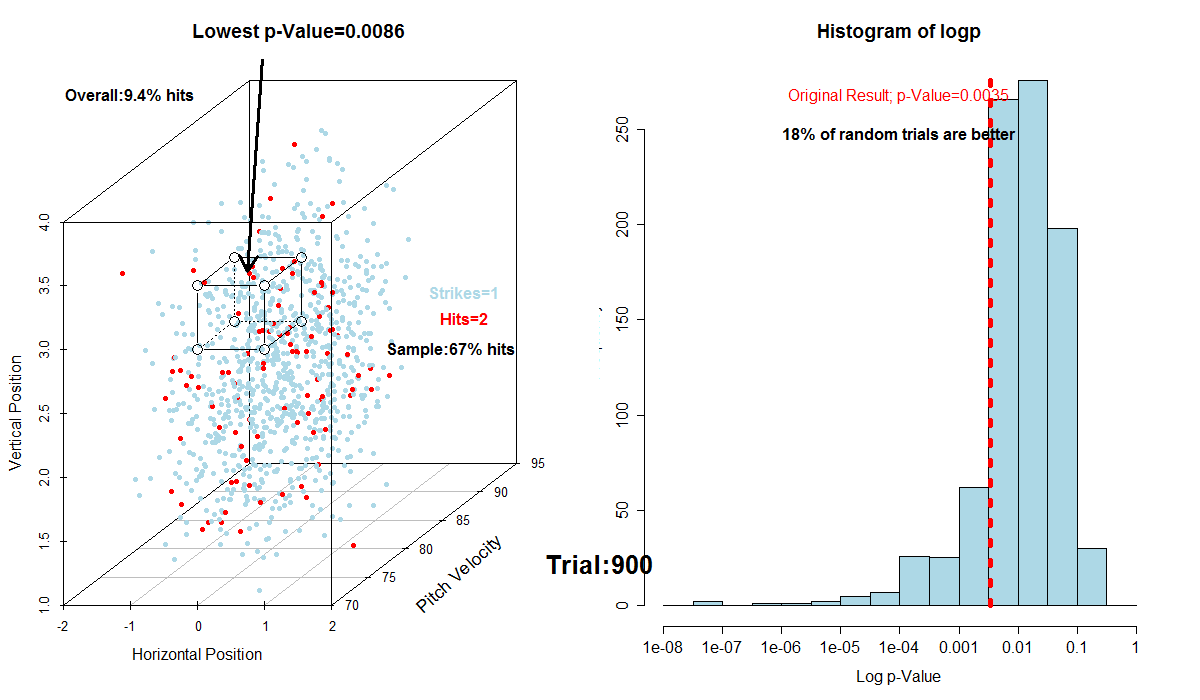 Lowest p-Value=0.0086
Overall:9.4% hits
4.0
3.5
3.0
2.5
2.0
1.5
1.0
Vertical Position
Strikes=1
Hits=2
Sample:67% hits
95
90
85
80
75
70
Pitch Velocity
-2
-1
0
1
2
Horizontal Position
Trial:900
Histogram of logp
Original Result; p-Value=0.0035
18% of random trials are better
250
200
150
100
50
0
1e-08
1e-07
1e-06
1e-05
1e-04
0.001
0.01
0.1
1
Log p-Value